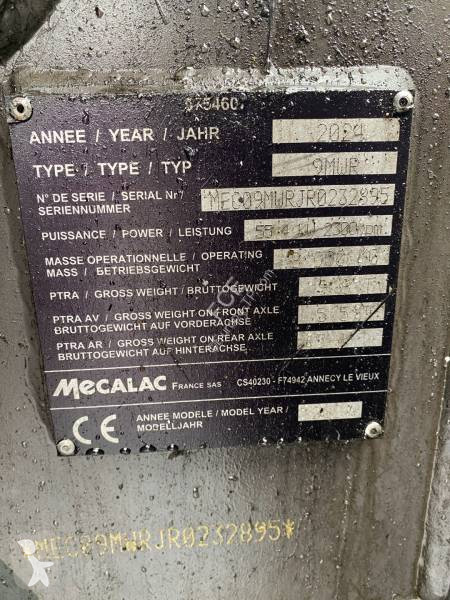 ANNEE / YEAR / JAHR 2024
TYPE / TYPE / TYP 9MWR
N° DE SERIE / SERIAL Nr / MEC09MWRJR0232895
SERIENNUMMER
PUISSANCE / POWER / LEISTUNG 55.4
MASSE OPERATIONNELLE / OPERATING
MASS / BETRIEBSGEWICHT
PTRA / GROSS WEIGHT / BRUTTOGEWICHT
PTRA AV / GROSS WEIGHT ON FRONT AXLE
BRUTTOGEWICHT AUF VORDERACHSE
PTRA AR / GROSS WEIGHT ON REAR AXLE
BRUTTOGEWICHT AUF HINTERACHSE
MECALAC FRANCE SAS CS40230 - F74942 ANNECY LE VIEUX
CE ANNEE MODELE / MODEL YEAR /
MODELLJAHR
*MEC09MWRJR0232895*